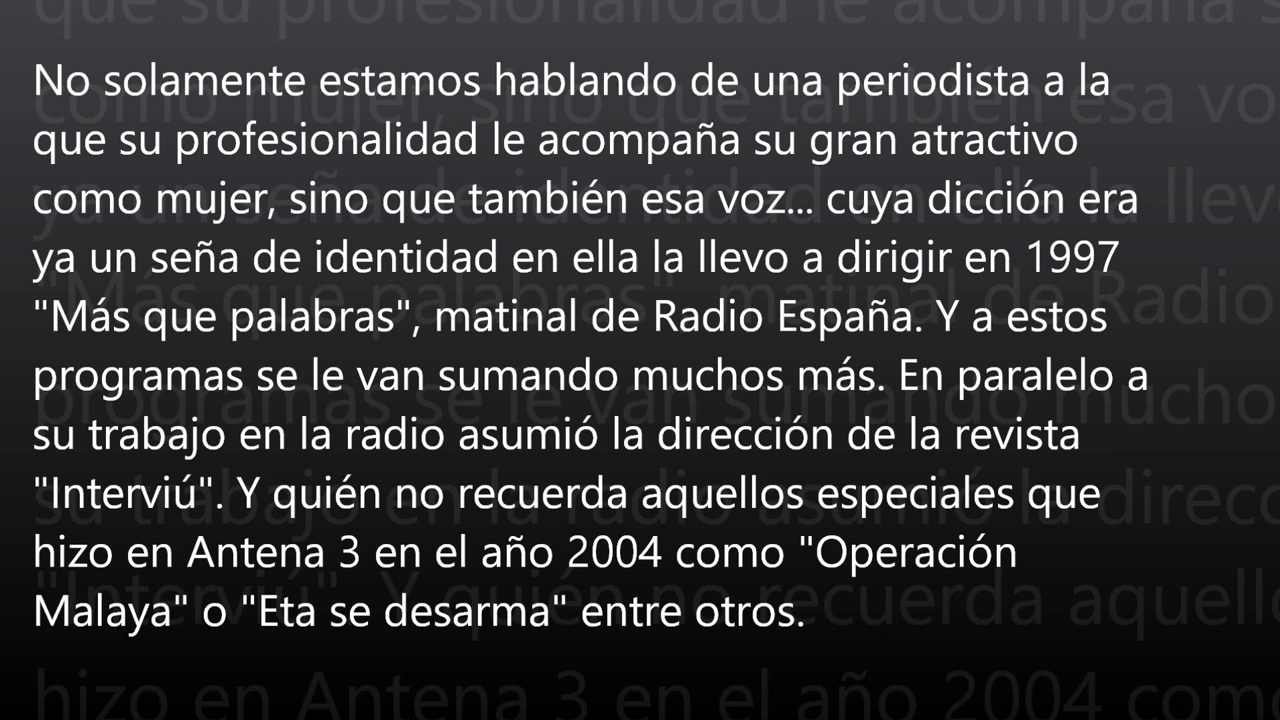 No solamente estamos hablando de una periodista a la
que su profesionalidad le acompaña su gran atractivo
como mujer, sino que también esa voz... cuya dicción era
ya un seña de identidad en ella la llevo a dirigir en 1997
"Más que palabras", matinal de Radio España. Y a estos
programas se le van sumando muchos más. En paralelo a
su trabajo en la radio asumió la dirección de la revista
"Interviú". Y quién no recuerda aquellos especiales que
hizo en Antena 3 en el año 2004 como "Operación
Malaya" o "Eta se desarma" entre otros.